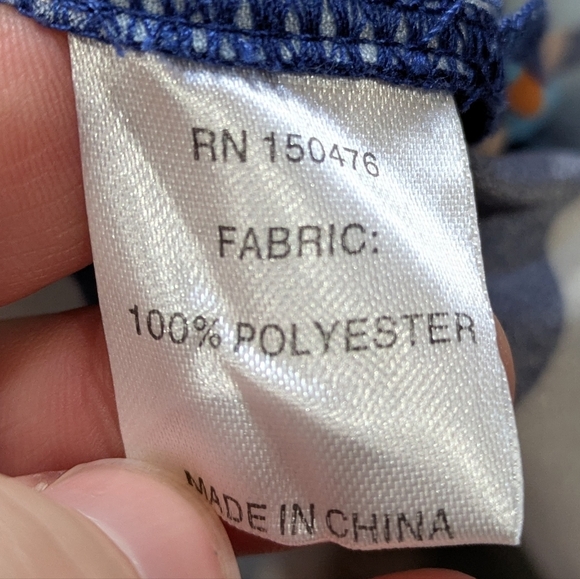 RN 150476
FABRIC:
100% POLYESTER
MADE IN CHINA